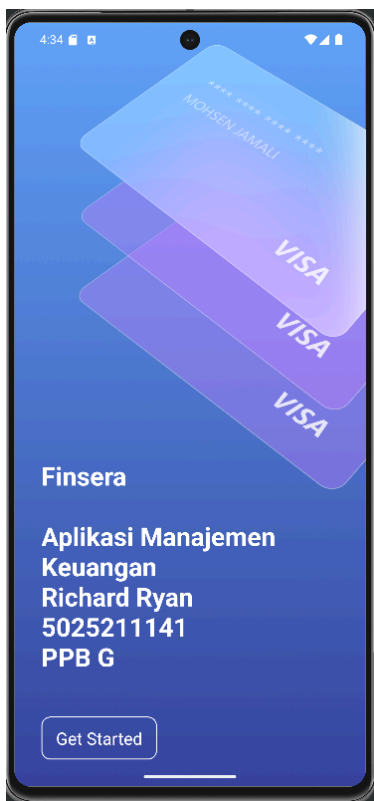 4:34
**** **** **** ****
MOHSEN JAMALI
VISA
VISA
VISA
Finsera
Aplikasi Manajemen
Keuangan
Richard Ryan
5025211141
PPB G
Get Started